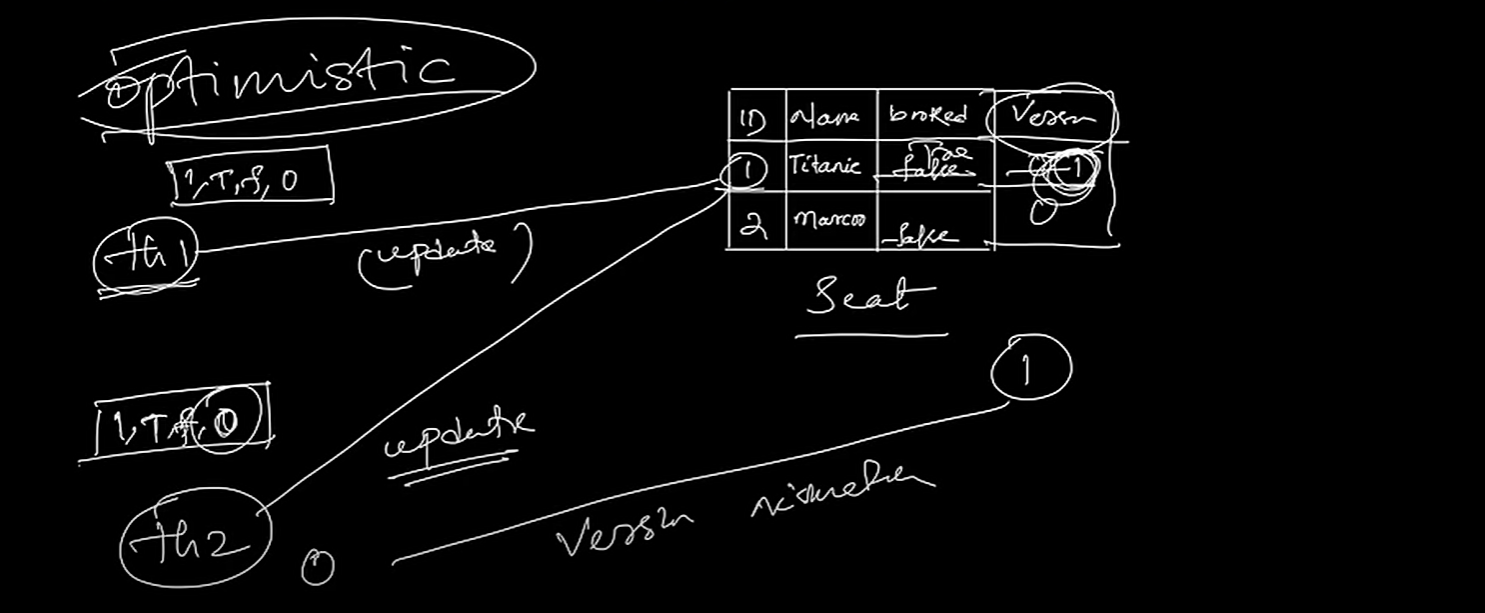 optimistic
1, T, f, 0
th1
(update)
ID Name booked Version
1 Titanic True false 0 1
2 Marcoo false 0
Seat
1, T, f, 0
update
th2
0
Version mismatch
1